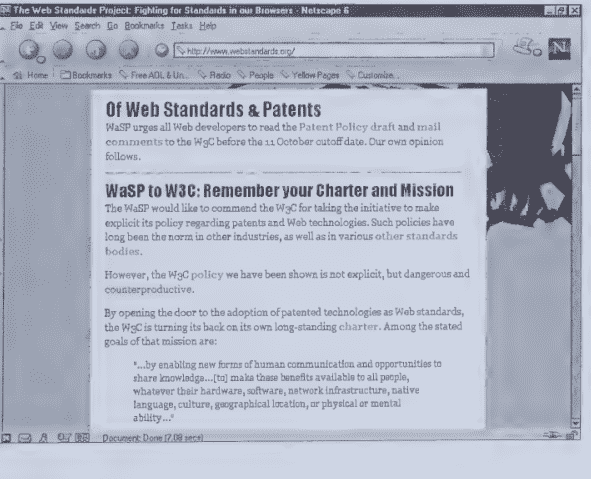 The Web Standards Project: Fighting for Standards in our Browsers - Netscape 6
File Edit View Search Go Bookmarks Tasks Help
http://www.webstandards.org/
Home Bookmarks Free AOL & Un... Radio People Yellow Pages Customize...
Of Web Standards & Patents
WaSP urges all Web developers to read the Patent Policy draft and mail
comments to the W3C before the 11 October cutoff date. Our own opinion
follows.
WaSP to W3C: Remember your Charter and Mission
The WaSP would like to commend the W3C for taking the initiative to make
explicit its policy regarding patents and Web technologies. Such policies have
long been the norm in other industries, as well as in various other standards
bodies.
However, the W3C policy we have been shown is not explicit, but dangerous and
counterproductive.
By opening the door to the adoption of patented technologies as Web standards,
the W3C is turning its back on its own long-standing charter. Among the stated
goals of that mission are:
"...by enabling new forms of human communication and opportunities to
share knowledge...[to] make these benefits available to all people,
whatever their hardware, software, network infrastructure, native
language, culture, geographical location, or physical or mental
ability..."
Document: Done (7.08 secs)